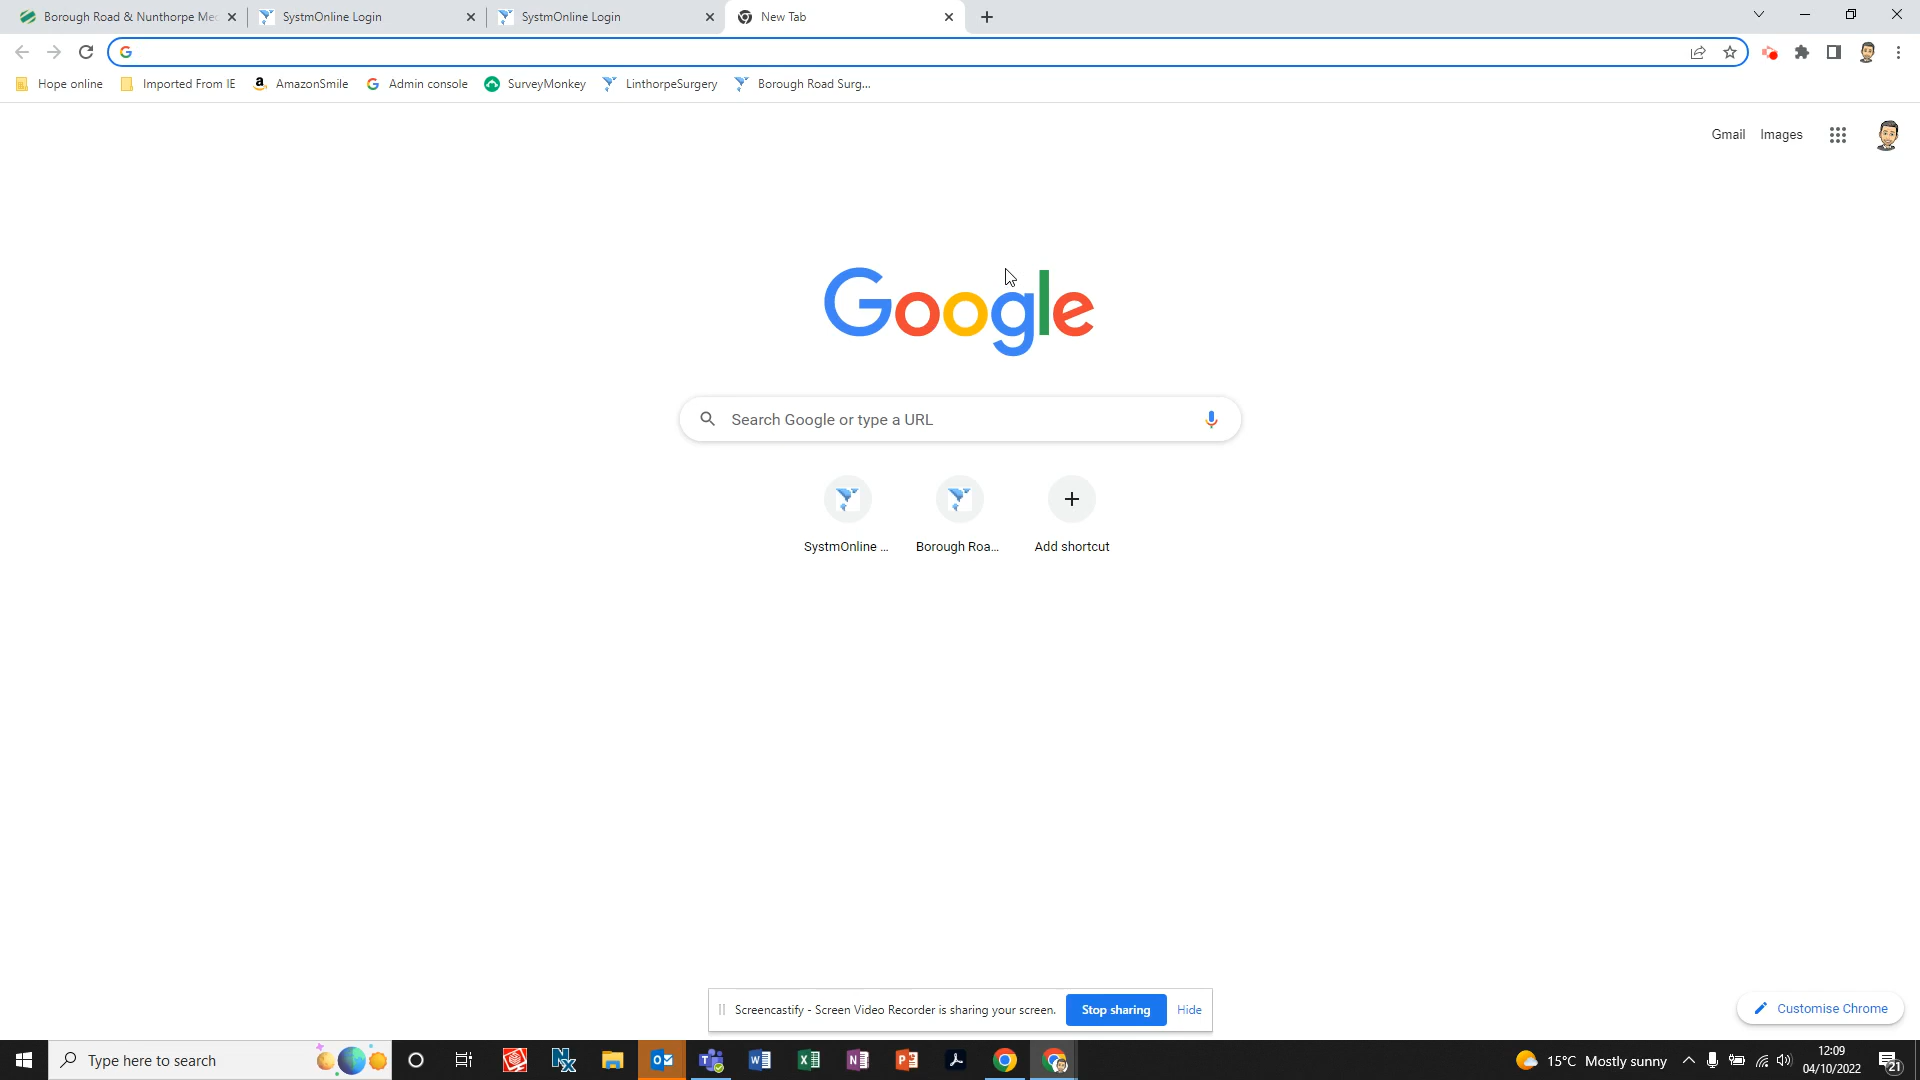 Borough Road & Nunthorpe Me
SystmOnline Login
SystmOnline Login
New Tab
Hope online
Imported From IE
AmazonSmile
Admin console
SurveyMonkey
LinthorpeSurgery
Borough Road Surg...
Gmail
Images
Google
Search Google or type a URL
SystmOnline ...
Borough Roa...
Add shortcut
Screencastify - Screen Video Recorder is sharing your screen.
Stop sharing
Hide
Customise Chrome
Type here to search
15°C Mostly sunny
12:09
04/10/2022
21